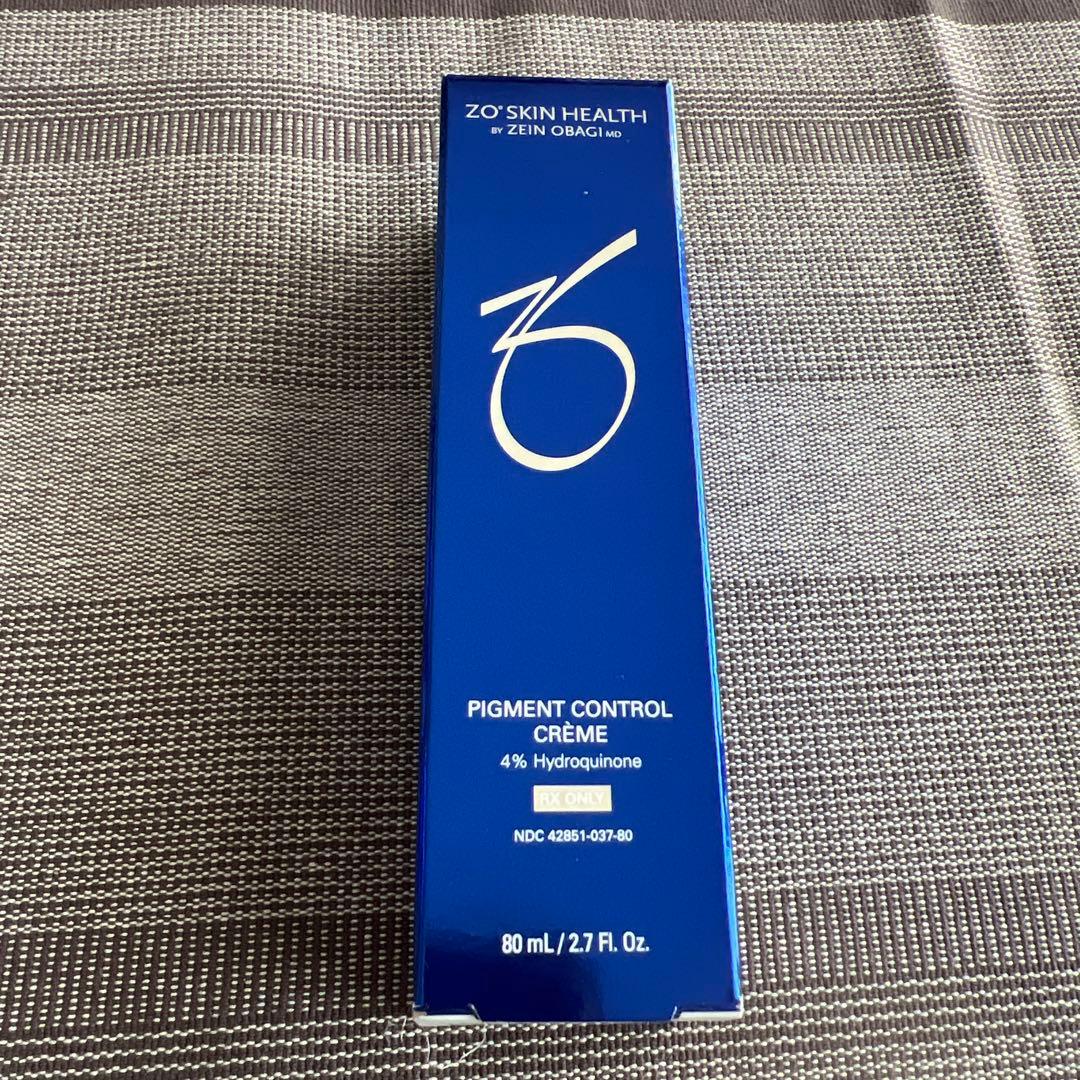 ZO® SKIN HEALTH
BY ZEIN OBAGI MD
ZO
PIGMENT CONTROL
CRÈME
4% Hydroquinone
RX ONLY
NDC 42851-037-80
80 mL / 2.7 Fl. Oz.